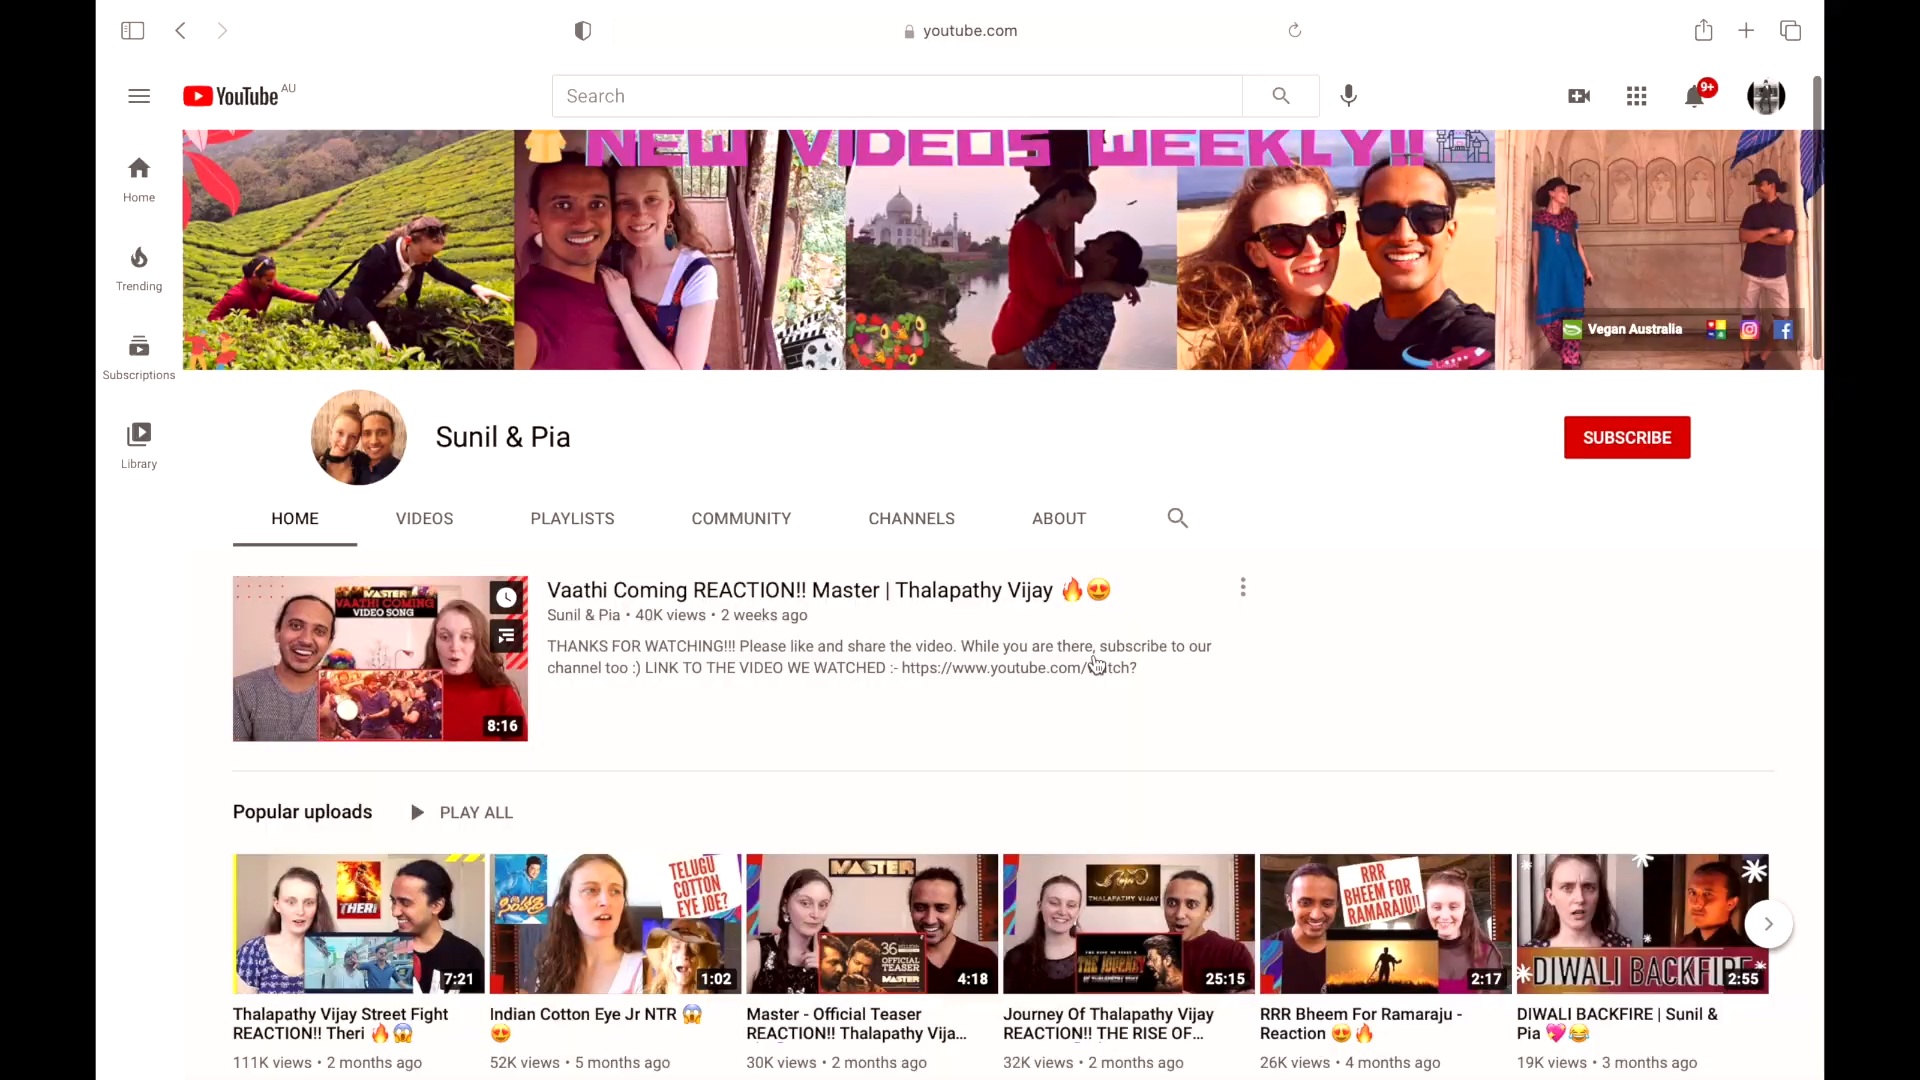 youtube.com
YouTube AU
Search
9+
NEW VIDEOS WEEKLY!!
Home
Trending
Subscriptions
Library
Vegan Australia
Sunil & Pia
SUBSCRIBE
HOME VIDEOS PLAYLISTS COMMUNITY CHANNELS ABOUT
MASTER
VAATHI COMING
VIDEO SONG
8:16
Vaathi Coming REACTION!! Master | Thalapathy Vijay 🔥😍
Sunil & Pia • 40K views • 2 weeks ago
THANKS FOR WATCHING!!! Please like and share the video. While you are there, subscribe to our
channel too :) LINK TO THE VIDEO WE WATCHED :- https://www.youtube.com/watch?
Popular uploads PLAY ALL
THERI
7:21
TELUGU
COTTON
EYE JOE?
1:02
MASTER
36
OFFICIAL
TEASER
MASTER
4:18
THALAPATHY VIJAY
25:15
RRR
BHEEM FOR
RAMARAJU!!
2:17
DIWALI BACKFIRE
2:55
Thalapathy Vijay Street Fight
REACTION!! Theri 🔥😱
111K views • 2 months ago
Indian Cotton Eye Jr NTR 😱
😍
52K views • 5 months ago
Master - Official Teaser
REACTION!! Thalapathy Vija...
30K views • 2 months ago
Journey Of Thalapathy Vijay
REACTION!! THE RISE OF...
32K views • 2 months ago
RRR Bheem For Ramaraju -
Reaction 😍🔥
26K views • 4 months ago
DIWALI BACKFIRE | Sunil &
Pia 💖😂
19K views • 3 months ago